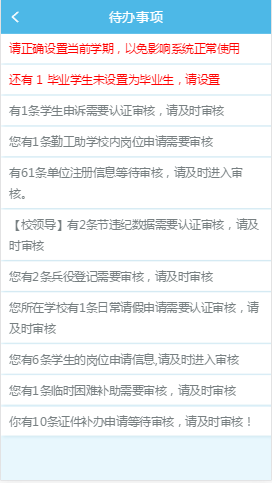 待办事项
请正确设置当前学期，以免影响系统正常使用
还有 1 毕业学生未设置为毕业生，请设置
有1条学生申诉需要认证审核，请及时审核
您有1条勤工助学校内岗位申请需要审核
有61条单位注册信息等待审核，请及时进入审
核。
【校领导】有2条节违纪数据需要认证审核，请及
时审核
您有2条兵役登记需要审核，请及时审核
您所在学校有1条日常请假申请需要认证审核，请
及时审核
您有6条学生的岗位申请信息,请及时进入审核
您有1条临时困难补助需要审核，请及时审核
你有10条证件补办申请等待审核，请及时审核！